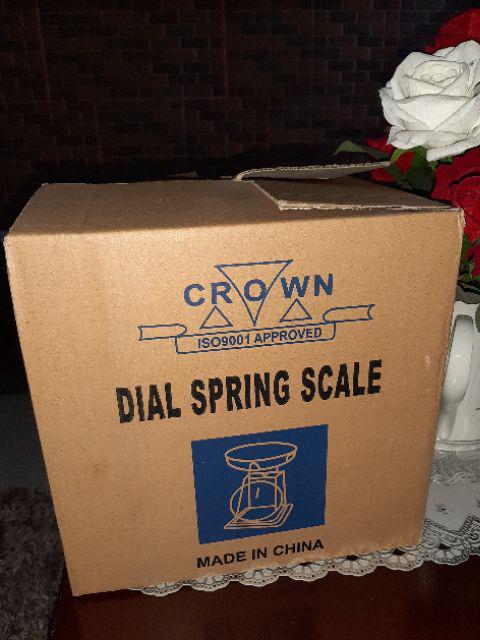 CROWN
ISO9001 APPROVED
DIAL SPRING SCALE
MADE IN CHINA